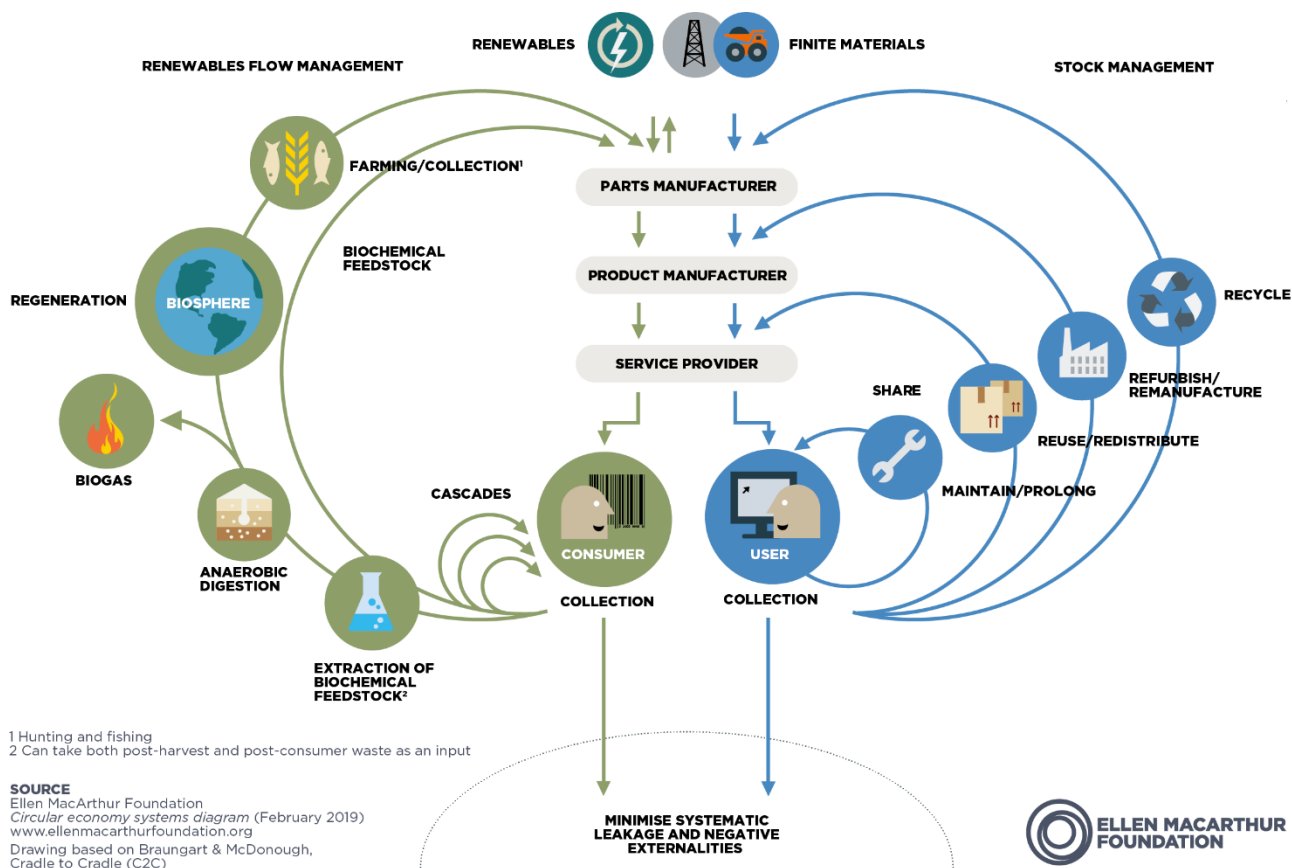 RENEWABLES
FINITE MATERIALS
RENEWABLES FLOW MANAGEMENT
STOCK MANAGEMENT
FARMING/COLLECTION¹
PARTS MANUFACTURER
BIOCHEMICAL
FEEDSTOCK
PRODUCT MANUFACTURER
REGENERATION
BIOSPHERE
RECYCLE
SERVICE PROVIDER
SHARE
REFURBISH/
REMANUFACTURE
REUSE/REDISTRIBUTE
BIOGAS
CASCADES
MAINTAIN/PROLONG
CONSUMER
USER
ANAEROBIC
DIGESTION
COLLECTION
COLLECTION
EXTRACTION OF
BIOCHEMICAL
FEEDSTOCK²
1 Hunting and fishing
2 Can take both post-harvest and post-consumer waste as an input
SOURCE
Ellen MacArthur Foundation
Circular economy systems diagram (February 2019)
www.ellenmacarthurfoundation.org
Drawing based on Braungart & McDonough,
Cradle to Cradle (C2C)
MINIMISE SYSTEMATIC
LEAKAGE AND NEGATIVE
EXTERNALITIES
ELLEN MACARTHUR
FOUNDATION